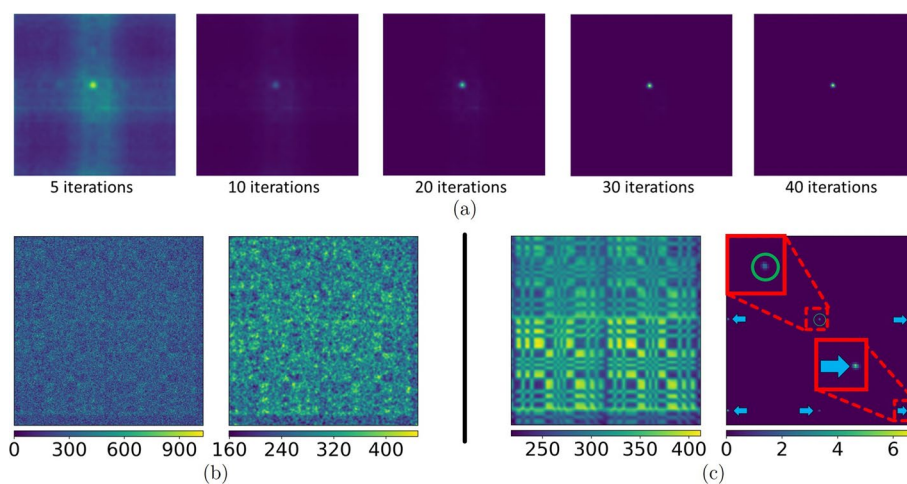 5 iterations 10 iterations 20 iterations 30 iterations 40 iterations
(a)
0 300 600 900 160 240 320 400 250 300 350 400 0 2 4 6
(b) (c)